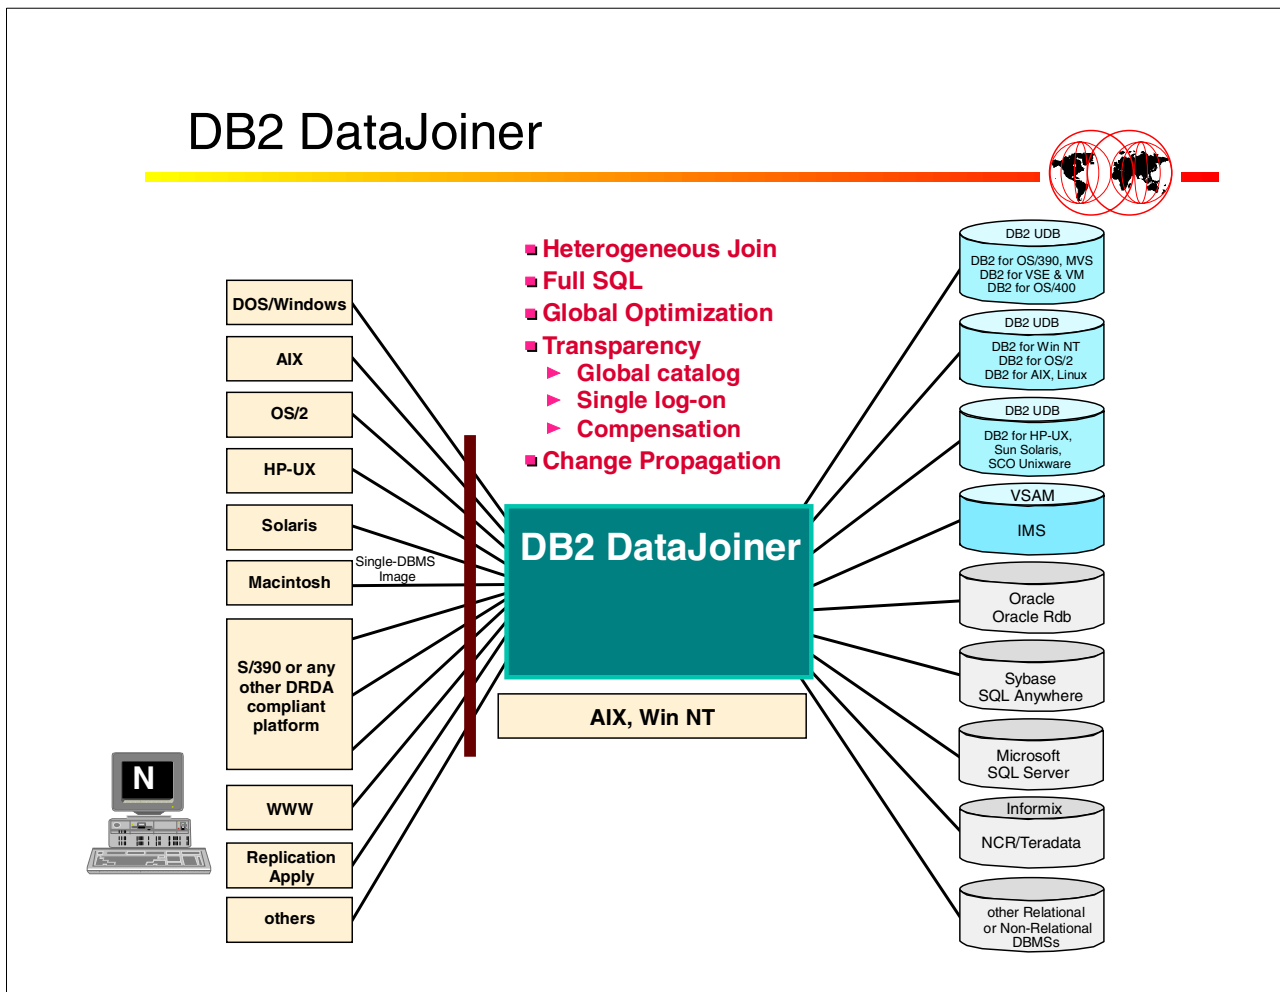 DB2 DataJoiner
Heterogeneous Join
Full SQL
Global Optimization
Transparency
Global catalog
Single log-on
Compensation
Change Propagation
DOS/Windows
AIX
OS/2
HP-UX
Solaris
Macintosh
S/390 or any
other DRDA
compliant
platform
WWW
Replication
Apply
others
N
Single-DBMS
Image
DB2 DataJoiner
AIX, Win NT
DB2 UDB
DB2 for OS/390, MVS
DB2 for VSE & VM
DB2 for OS/400
DB2 UDB
DB2 for Win NT
DB2 for OS/2
DB2 for AIX, Linux
DB2 UDB
DB2 for HP-UX,
Sun Solaris,
SCO Unixware
VSAM
IMS
Oracle
Oracle Rdb
Sybase
SQL Anywhere
Microsoft
SQL Server
Informix
NCR/Teradata
other Relational
or Non-Relational
DBMSs